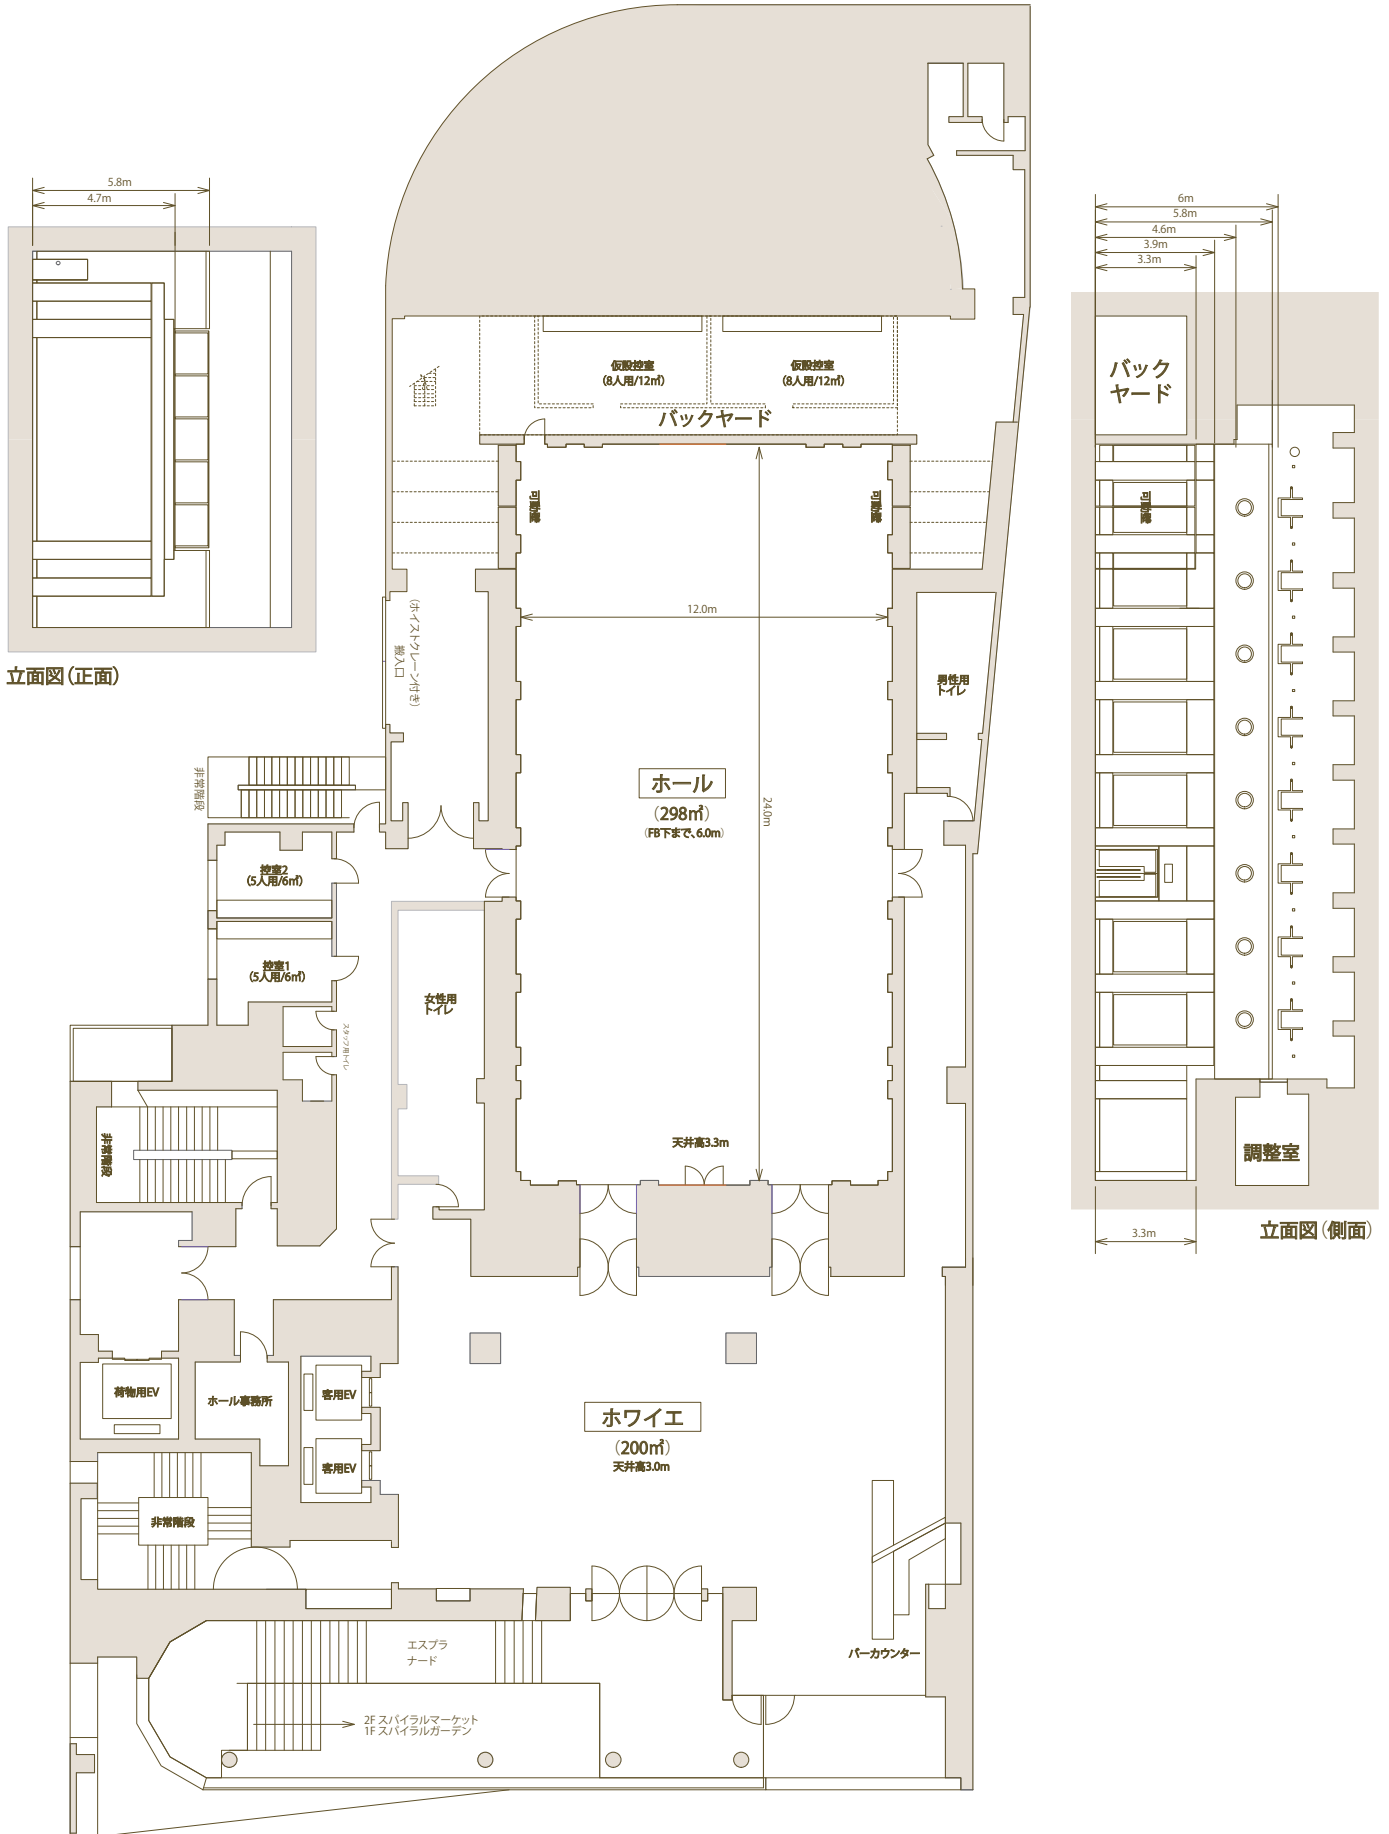 5.8m
4.7m
立面図(正面)
仮設控室
(8人用/12㎡)
仮設控室
(8人用/12㎡)
バックヤード
可動壁
可動壁
12.0m
24.0m
(ホイストクレーン付き)
搬入口
男性用
トイレ
ホール
(298㎡)
(FB下まで、6.0m)
非常階段
控室2
(5人用/6㎡)
控室1
(5人用/6㎡)
スタッフ用トイレ
女性用
トイレ
非常階段
天井高3.3m
荷物用EV
ホール事務所
客用EV
客用EV
ホワイエ
(200㎡)
天井高3.0m
非常階段
エスプラ
ナード
バーカウンター
2F スパイラルマーケット
1F スパイラルガーデン
6m
5.8m
4.6m
3.9m
3.3m
バック
ヤード
可動壁
調整室
3.3m
立面図(側面)